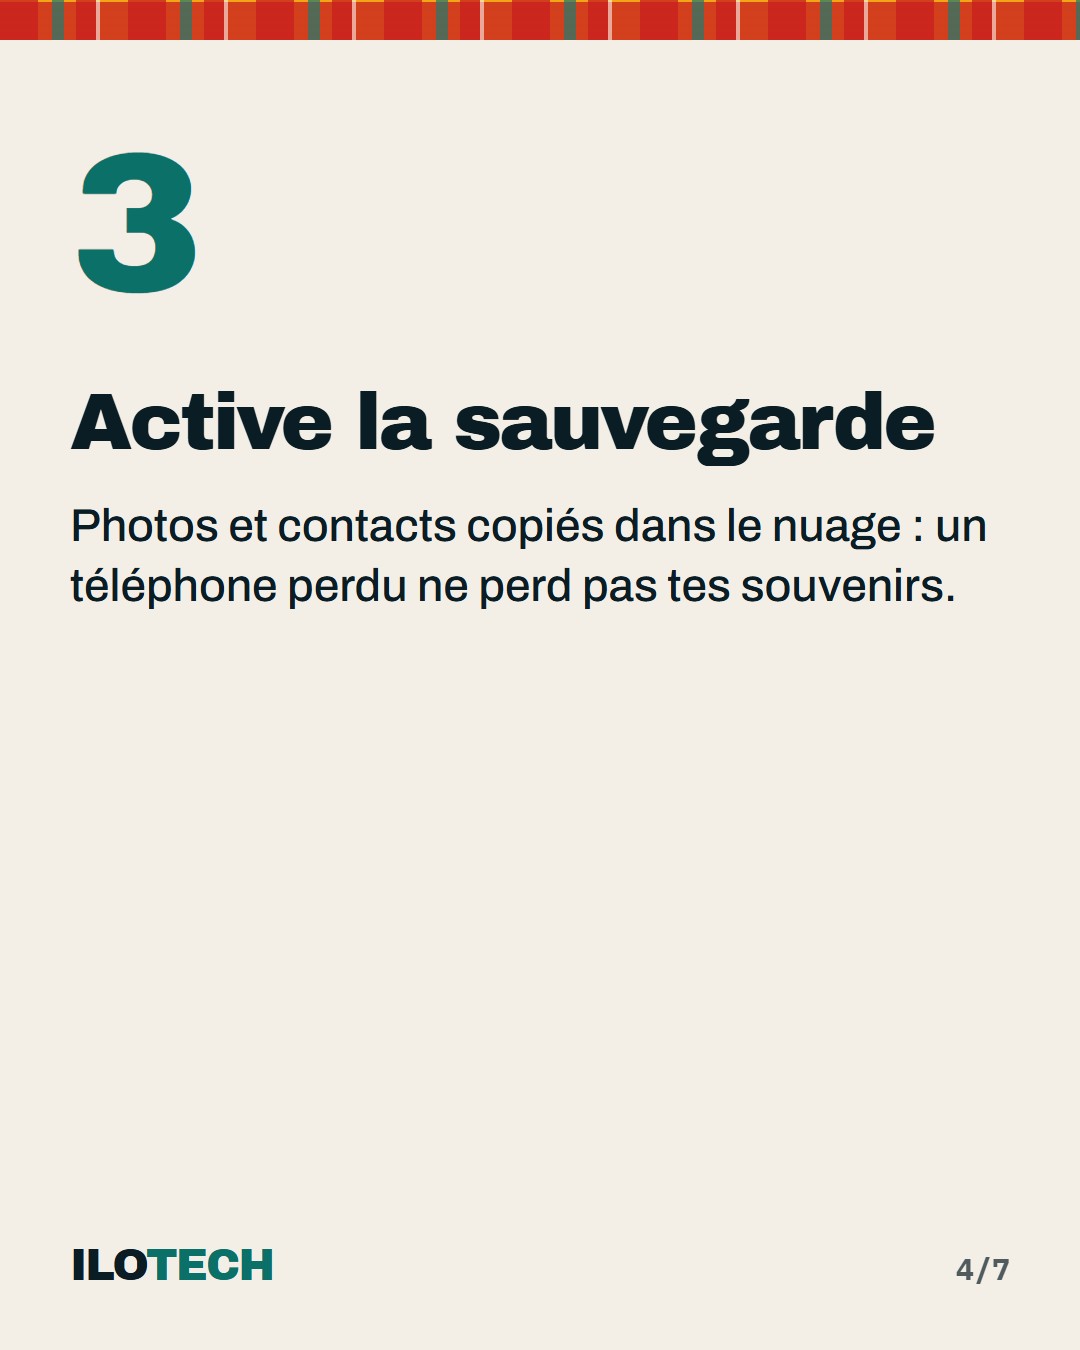 3
Active la sauvegarde
Photos et contacts copiés dans le nuage : un
téléphone perdu ne perd pas tes souvenirs.
ILOTECH
4/7